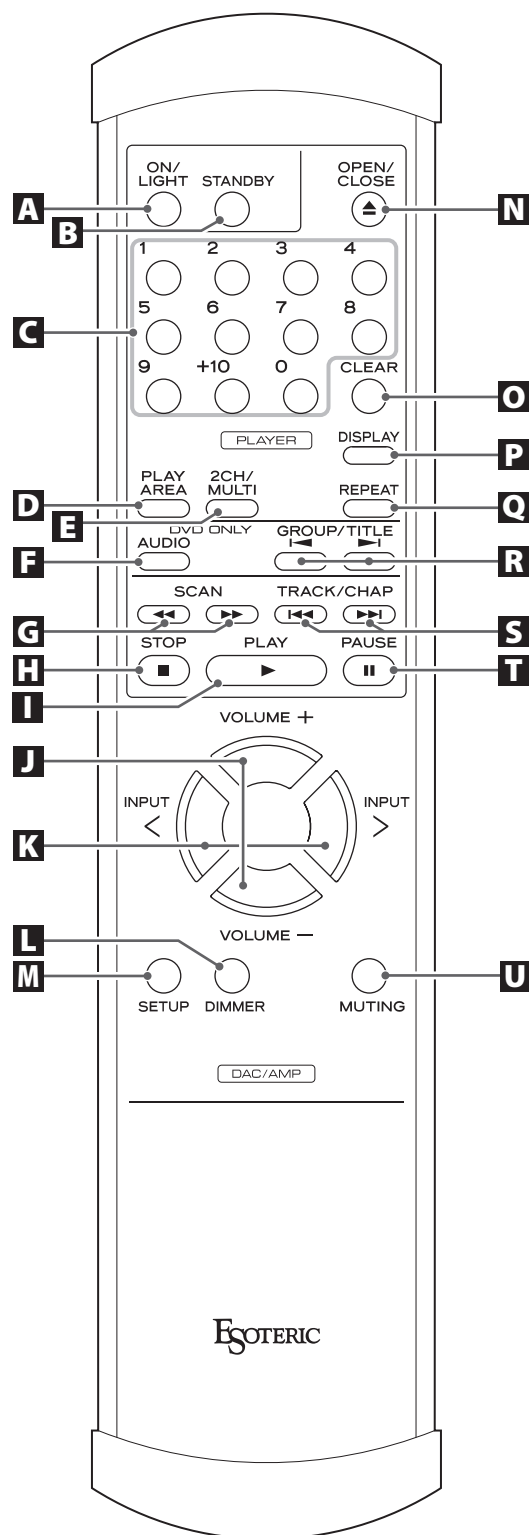 ON/ LIGHT
STANDBY
OPEN/ CLOSE
A
B
N
1 2 3 4
5 6 7 8
C
9 +10 0
CLEAR
O
PLAYER
DISPLAY
P
PLAY AREA
2CH/ MULTI
REPEAT
D
E
Q
DVD ONLY
AUDIO
GROUP/TITLE
F
R
SCAN
TRACK/CHAP
G
S
STOP
PLAY
PAUSE
H
T
I
VOLUME +
J
INPUT
<
INPUT
>
K
VOLUME −
L
M
U
SETUP
DIMMER
MUTING
DAC/AMP
ESOTERIC